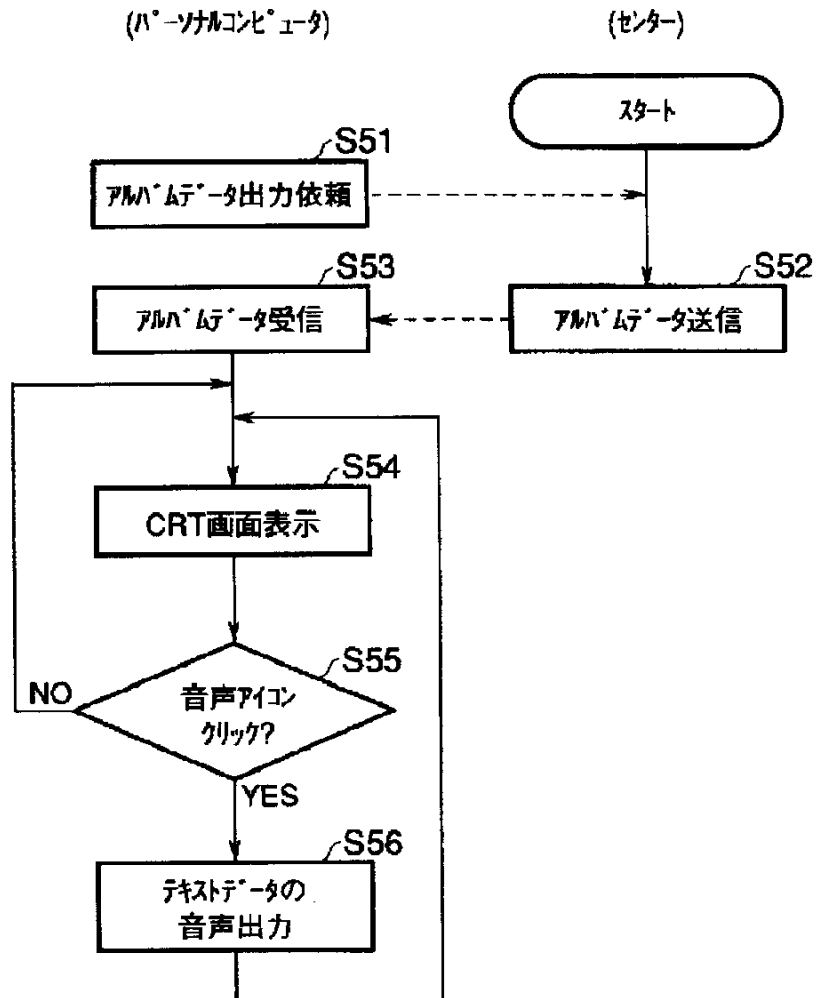 (パーソナルコンピュータ)
(センター)
スタート
S51
アルバムデータ出力依頼
S53
S52
アルバムデータ受信
アルバムデータ送信
S54
CRT画面表示
S55
NO
音声アイコン
クリック?
YES
S56
テキストデータの
音声出力